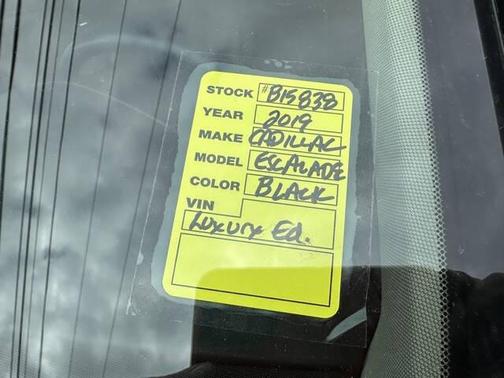 STOCK #B15838
YEAR 2019
MAKE CADILLAC
MODEL ESCALADE
COLOR BLACK
VIN
Luxury Ed.